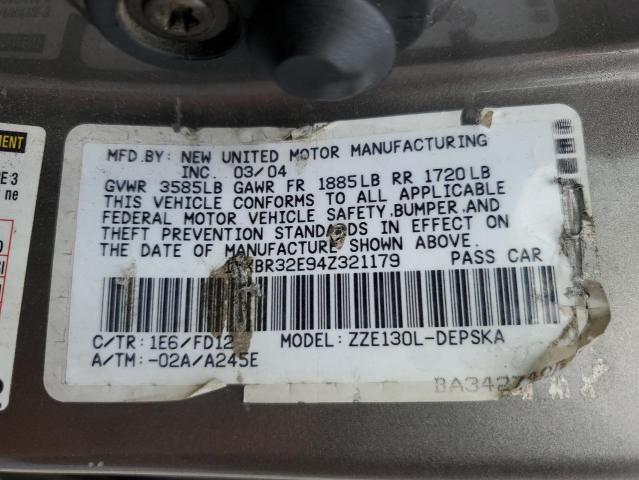 MFD.BY: NEW UNITED MOTOR MANUFACTURING
INC. 03/04
GVWR 3585LB GAWR FR 1885LB RR 1720LB
THIS VEHICLE CONFORMS TO ALL APPLICABLE
FEDERAL MOTOR VEHICLE SAFETY,BUMPER,AND
THEFT PREVENTION STANDARDS IN EFFECT ON
THE DATE OF MANUFACTURE SHOWN ABOVE.
BR32E94Z321179 PASS CAR
C/TR: 1E6/FD12 MODEL: ZZE130L-DEPSKA
A/TM: -02A/A245E